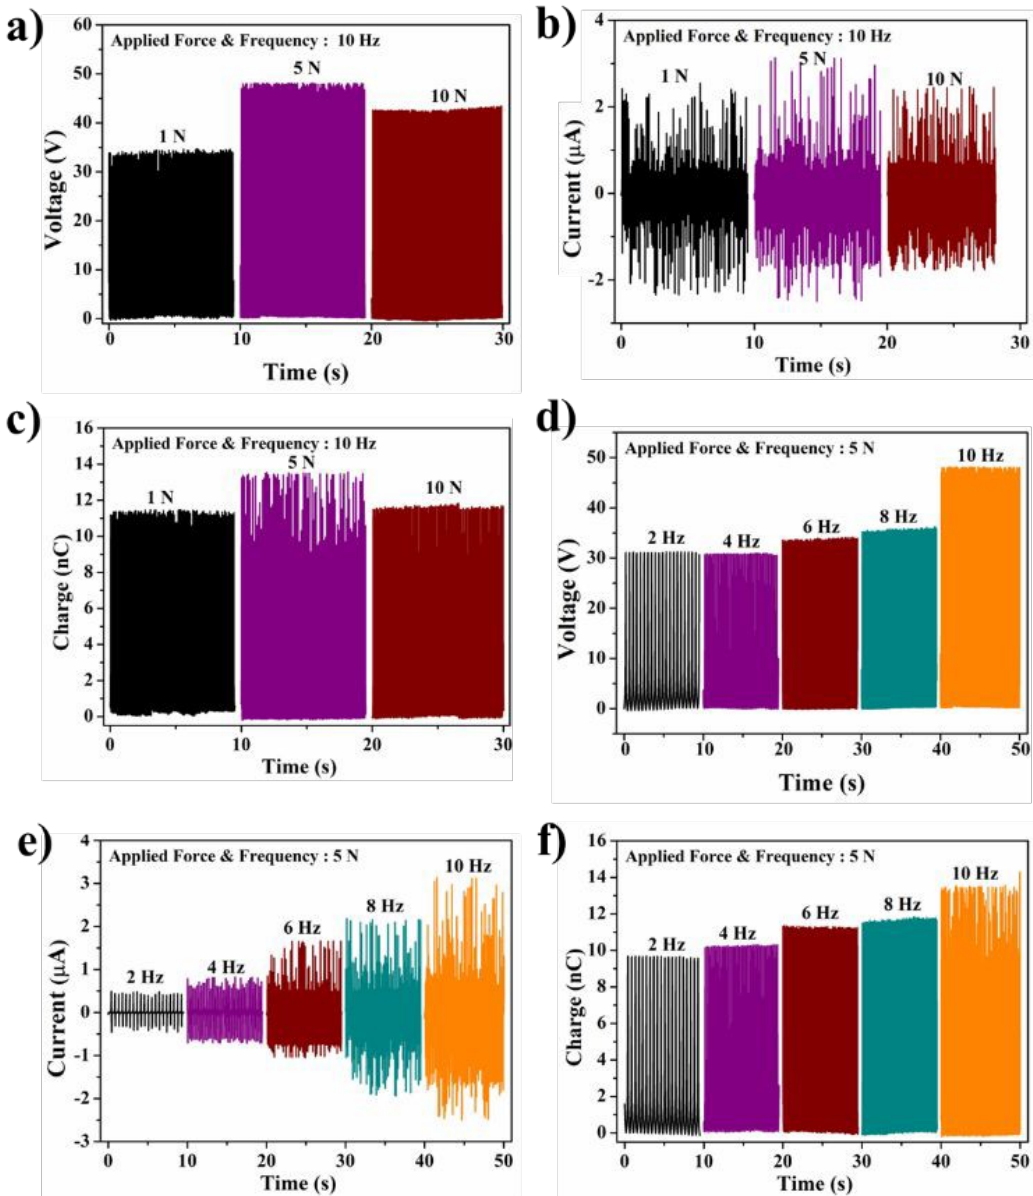 a)
Applied Force & Frequency : 10 Hz
60
50
40
30
20
10
0
Voltage (V)
1 N
5 N
10 N
0
10
20
30
Time (s)
b)
Applied Force & Frequency : 10 Hz
4
2
0
-2
-4
Current (µA)
1 N
5 N
10 N
0
10
20
30
Time (s)
c)
Applied Force & Frequency : 10 Hz
16
14
12
10
8
6
4
2
0
Charge (nC)
1 N
5 N
10 N
0
10
20
30
Time (s)
d)
Applied Force & Frequency : 5 N
50
40
30
20
10
0
Voltage (V)
2 Hz
4 Hz
6 Hz
8 Hz
10 Hz
0
10
20
30
40
50
Time (s)
e)
Applied Force & Frequency : 5 N
4
3
2
1
0
-1
-2
-3
Current (µA)
2 Hz
4 Hz
6 Hz
8 Hz
10 Hz
0
10
20
30
40
50
Time (s)
f)
Applied Force & Frequency : 5 N
16
14
12
10
8
6
4
2
0
Charge (nC)
2 Hz
4 Hz
6 Hz
8 Hz
10 Hz
0
10
20
30
40
50
Time (s)